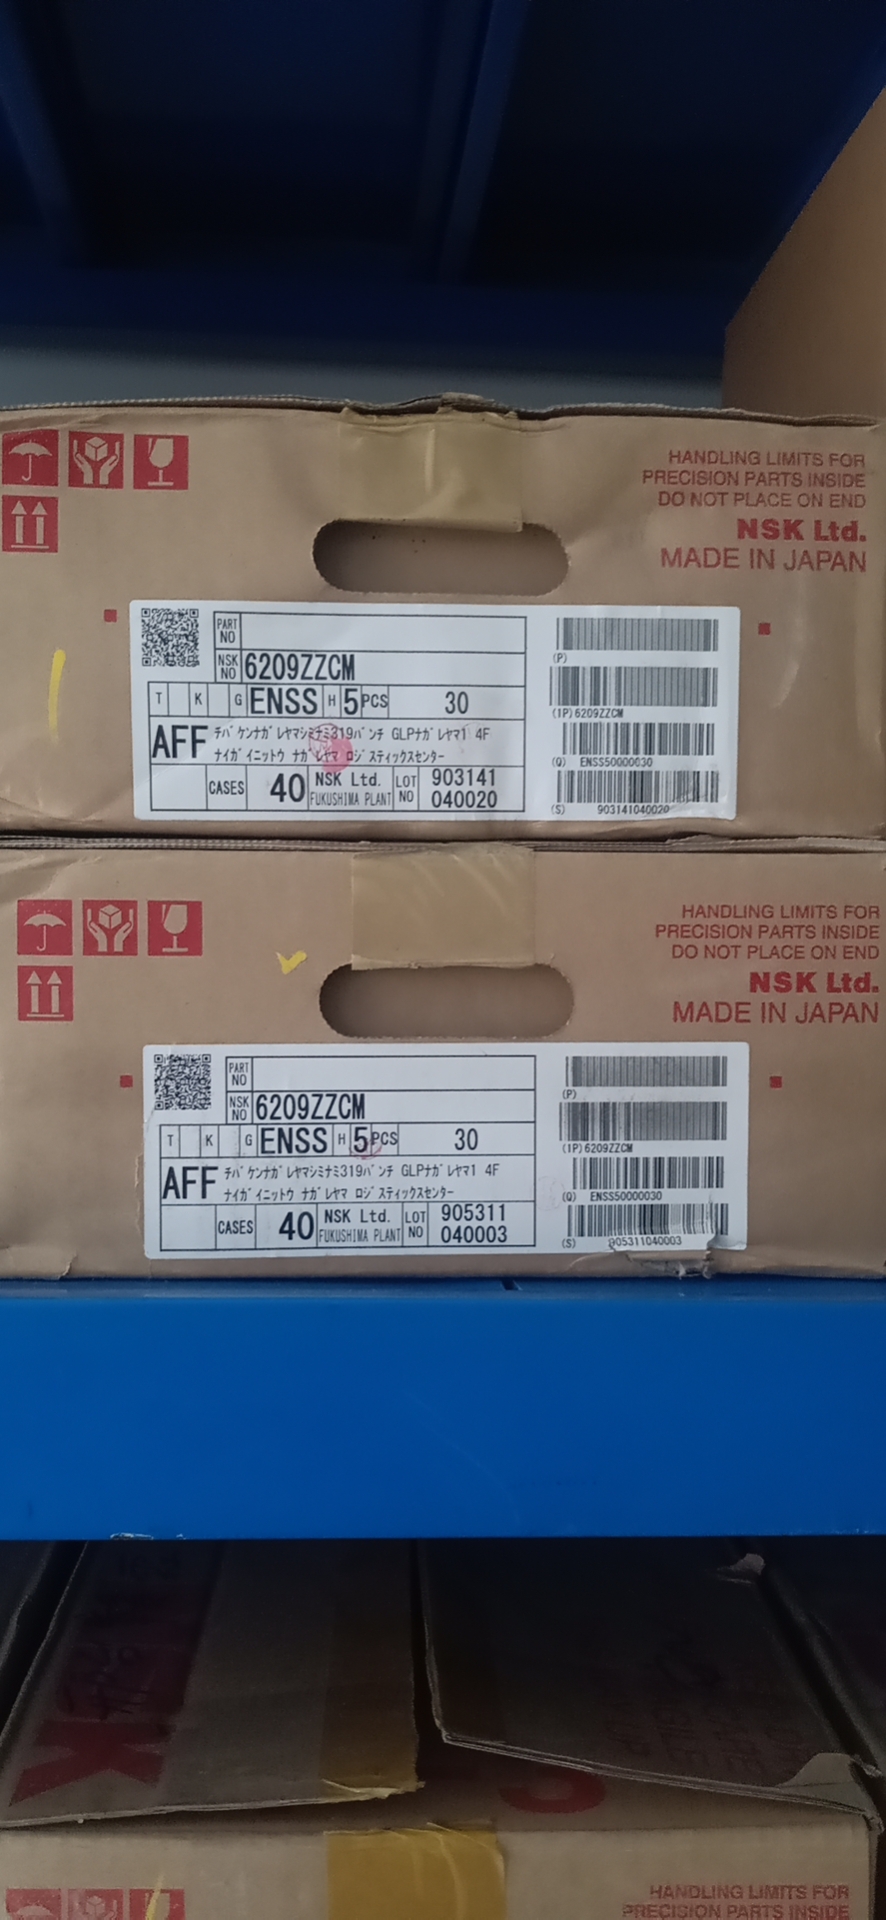 HANDLING LIMITS FOR
PRECISION PARTS INSIDE
DO NOT PLACE ON END
NSK Ltd.
MADE IN JAPAN
PART NO
NSK NO 6209ZZCM
T K G ENSS H 5 PCS 30
AFF チバケンナガレヤマシミナミ319バンチ GLPナガレヤマ1 4F
ナイガイニットウ ナガレヤマ ロジスティックスセンター
CASES 40 NSK Ltd. FUKUSHIMA PLANT LOT NO 903141 040020
(P)
(1P) 6209ZZCM
(Q) ENSS50000030
(S) 903141040020
HANDLING LIMITS FOR
PRECISION PARTS INSIDE
DO NOT PLACE ON END
NSK Ltd.
MADE IN JAPAN
PART NO
NSK NO 6209ZZCM
T K G ENSS H 5 PCS 30
AFF チバケンナガレヤマシミナミ319バンチ GLPナガレヤマ1 4F
ナイガイニットウ ナガレヤマ ロジスティックスセンター
CASES 40 NSK Ltd. FUKUSHIMA PLANT LOT NO 905311 040003
(P)
(1P) 6209ZZCM
(Q) ENSS50000030
(S) 905311040003
HANDLING LIMITS FOR
PRECISION PARTS INSIDE